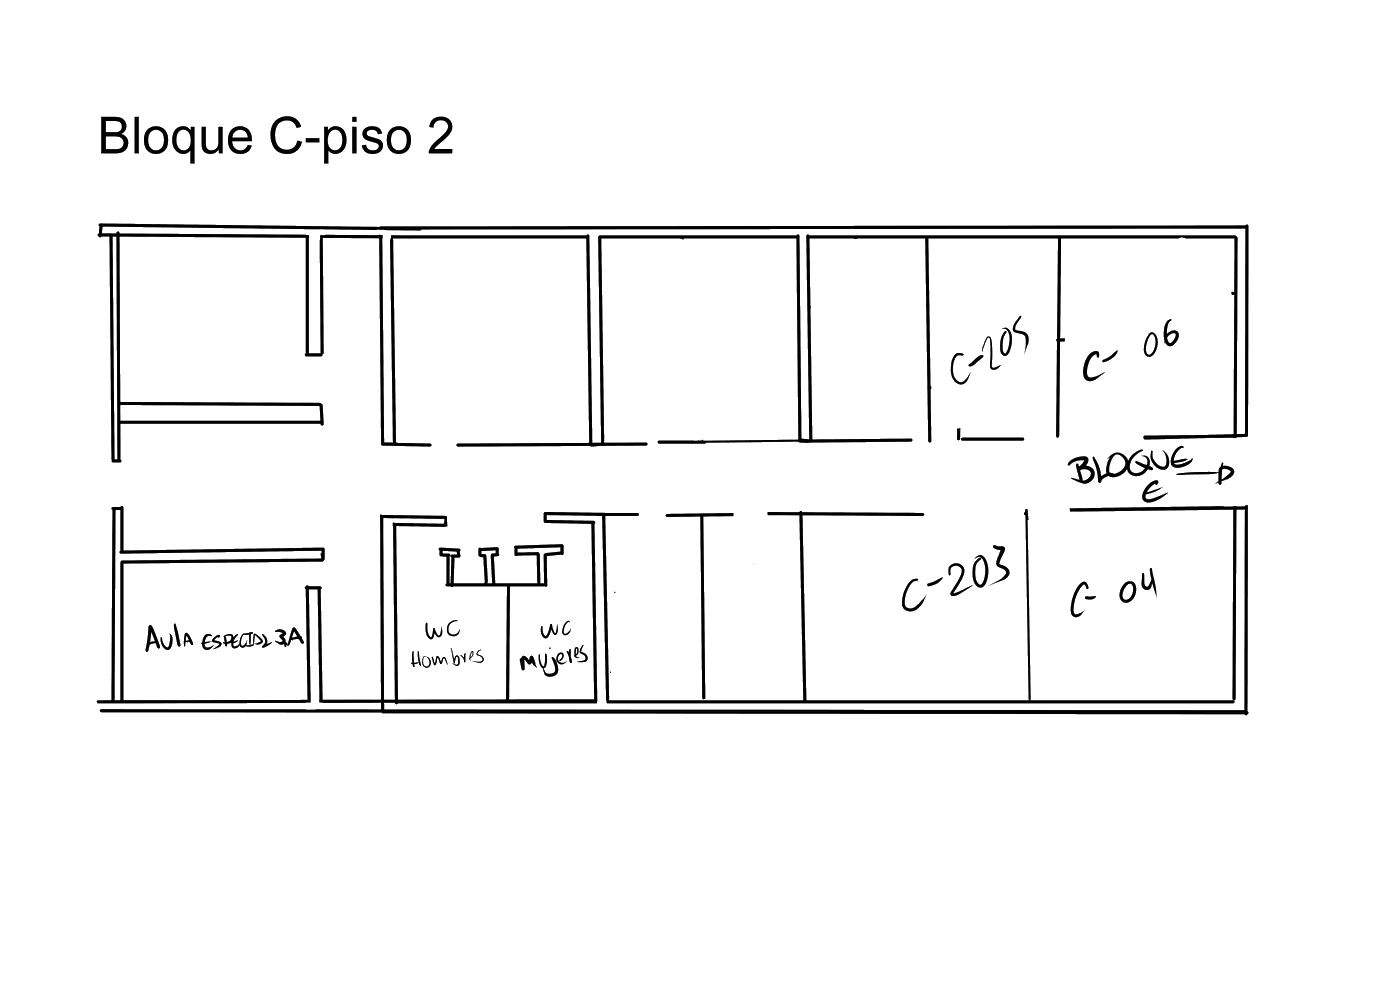 Bloque C-piso 2
C-205
C- 06
BLOQUE
E
C-203
C- 04
AULA ESPECIAL 3A
WC
Hombres
WC
mujeres